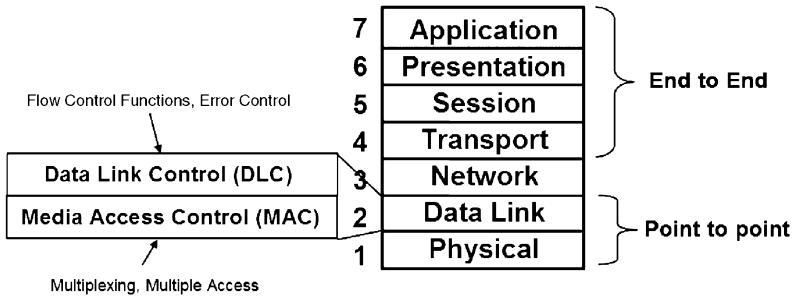 7 Application
6 Presentation
5 Session
4 Transport
3 Network
2 Data Link
1 Physical
End to End
Point to point
Flow Control Functions, Error Control
Data Link Control (DLC)
Media Access Control (MAC)
Multiplexing, Multiple Access